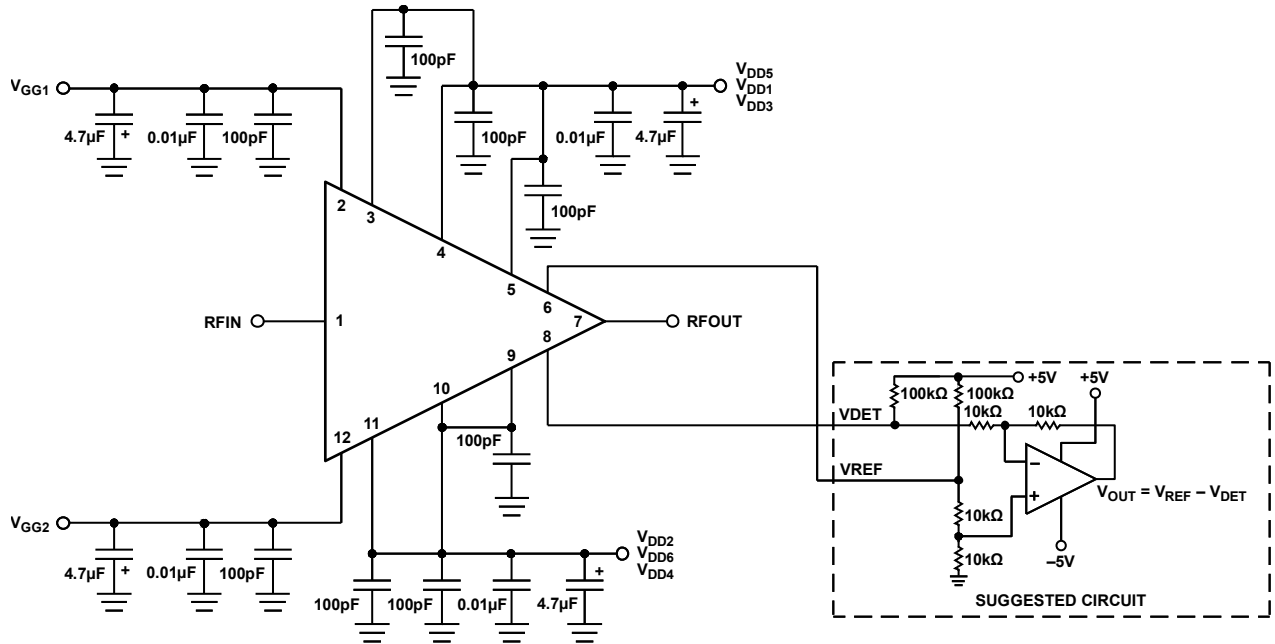 100pF
VGG1
4.7µF
+
0.01µF
100pF
100pF
0.01µF
4.7µF
+
VDD5
VDD1
VDD3
100pF
2
3
4
5
6
RFIN
1
7
RFOUT
8
9
10
11
12
100pF
VGG2
4.7µF
+
0.01µF
100pF
100pF
100pF
0.01µF
4.7µF
+
VDD2
VDD6
VDD4
+5V
+5V
100kΩ
100kΩ
VDET
10kΩ
10kΩ
VREF
–
+
VOUT = VREF – VDET
10kΩ
10kΩ
–5V
SUGGESTED CIRCUIT